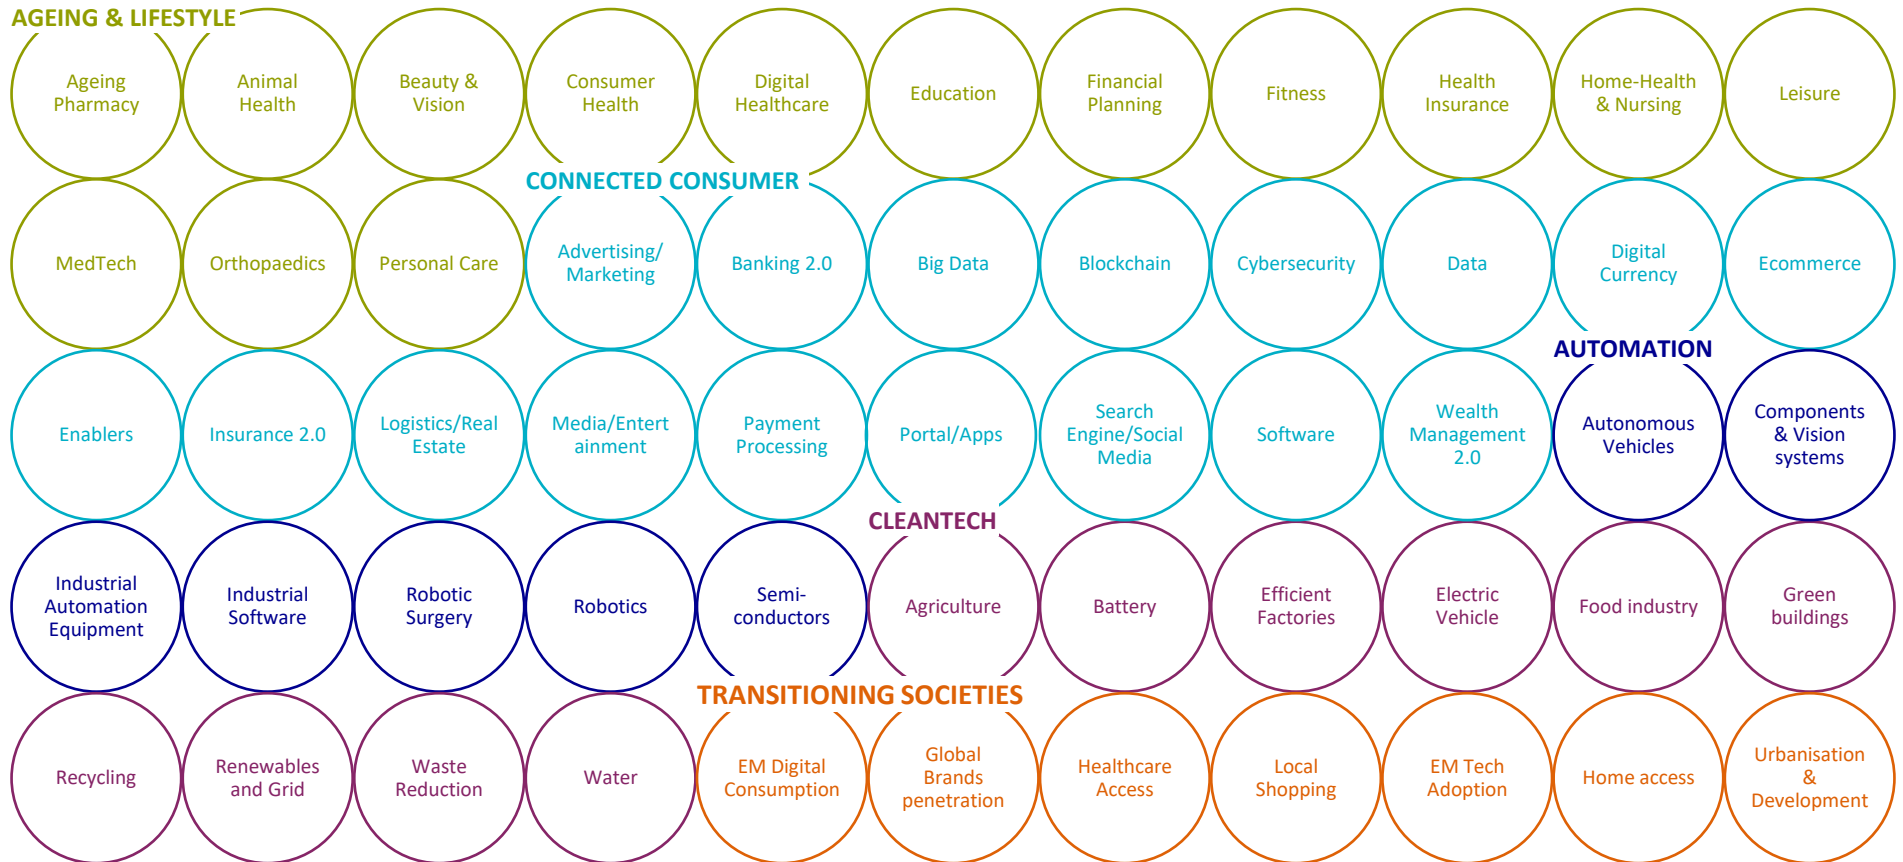 AGEING & LIFESTYLE
Ageing
Pharmacy
Animal
Health
Beauty &
Vision
Consumer
Health
Digital
Healthcare
Education
Financial
Planning
Fitness
Health
Insurance
Home-Health
& Nursing
Leisure
MedTech
Orthopaedics
Personal Care
CONNECTED CONSUMER
Advertising/
Marketing
Banking 2.0
Big Data
Blockchain
Cybersecurity
Data
Digital
Currency
Ecommerce
Enablers
Insurance 2.0
Logistics/Real
Estate
Media/Entert
ainment
Payment
Processing
Portal/Apps
Search
Engine/Social
Media
Software
Wealth
Management
2.0
AUTOMATION
Autonomous
Vehicles
Components
& Vision
systems
Industrial
Automation
Equipment
Industrial
Software
Robotic
Surgery
Robotics
Semi-
conductors
CLEANTECH
Agriculture
Battery
Efficient
Factories
Electric
Vehicle
Food industry
Green
buildings
Recycling
Renewables
and Grid
Waste
Reduction
Water
TRANSITIONING SOCIETIES
EM Digital
Consumption
Global
Brands
penetration
Healthcare
Access
Local
Shopping
EM Tech
Adoption
Home access
Urbanisation
&
Development